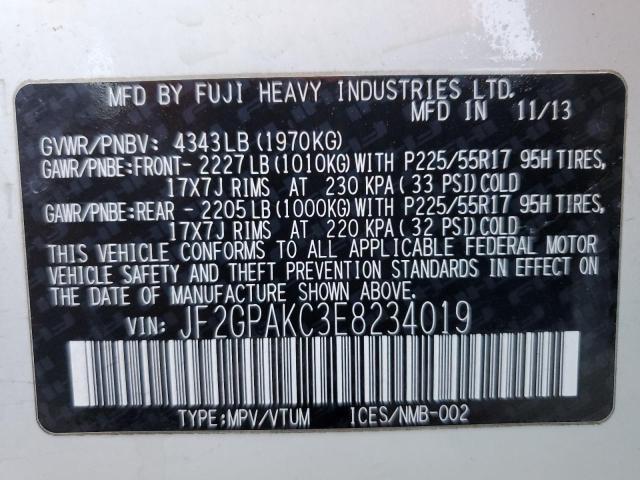 MFD BY FUJI HEAVY INDUSTRIES LTD.
MFD IN 11/13
GVWR/PNBV: 4343LB (1970KG)
GAWR/PNBE:FRONT- 2227LB (1010KG) WITH P225/55R17 95H TIRES,
17X7J RIMS AT 230 KPA ( 33 PSI) COLD
GAWR/PNBE:REAR - 2205LB (1000KG) WITH P225/55R17 95H TIRES,
17X7J RIMS AT 220 KPA ( 32 PSI) COLD
THIS VEHICLE CONFORMS TO ALL APPLICABLE FEDERAL MOTOR
VEHICLE SAFETY AND THEFT PREVENTION STANDARDS IN EFFECT ON
THE DATE OF MANUFACTURE SHOWN ABOVE.
VIN: JF2GPAKC3E8234019
TYPE:MPV/VTUM ICES/NMB-002